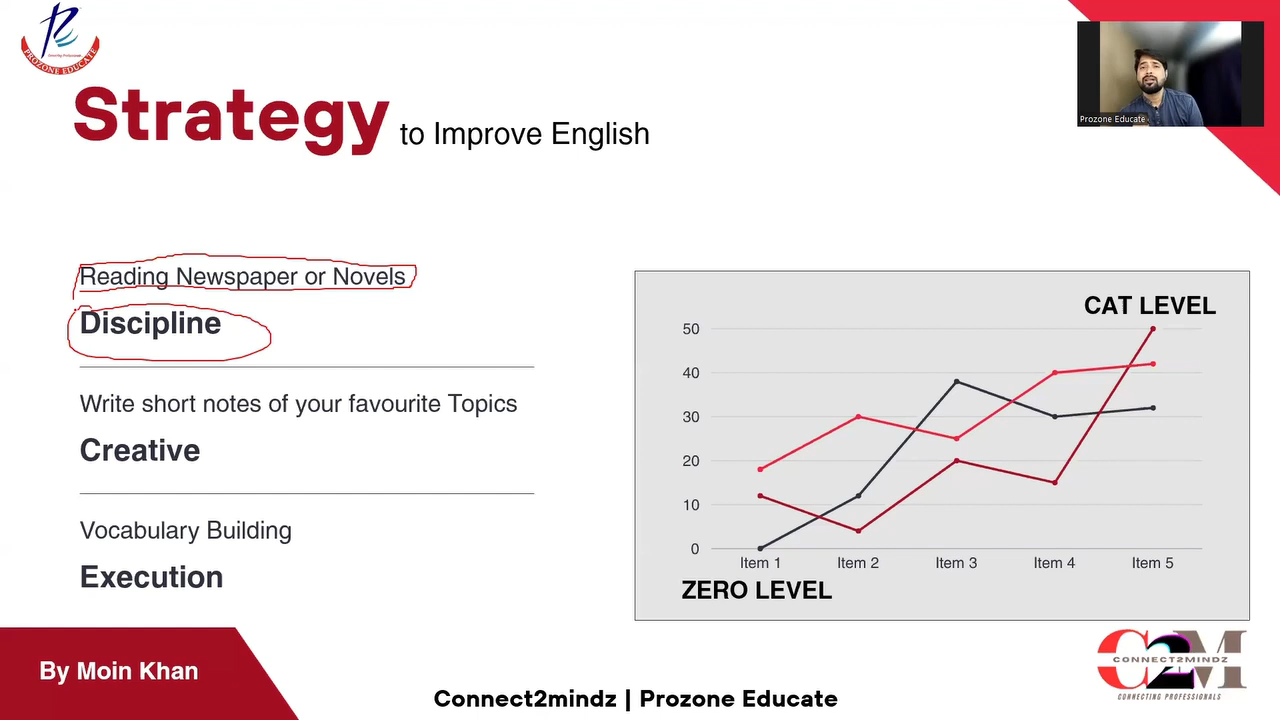 PROZONE EDUCATE
Strategy to Improve English
Prozone Educate
Reading Newspaper or Novels
Discipline
Write short notes of your favourite Topics
Creative
Vocabulary Building
Execution
CAT LEVEL
50
40
30
20
10
0
Item 1 Item 2 Item 3 Item 4 Item 5
ZERO LEVEL
By Moin Khan
Connect2mindz | Prozone Educate
C2M
CONNECT2MINDZ
CONNECTING PROFESSIONALS